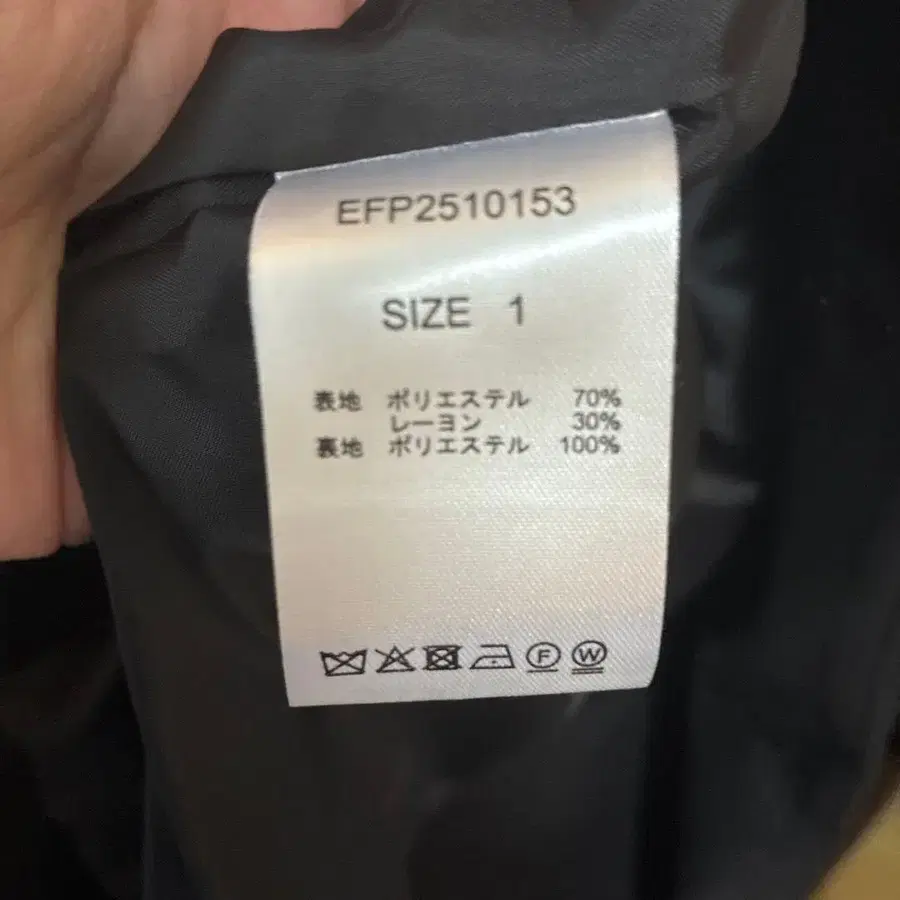 EFP2510153
SIZE 1
表地 ポリエステル 70%
レーヨン 30%
裏地 ポリエステル 100%
F W